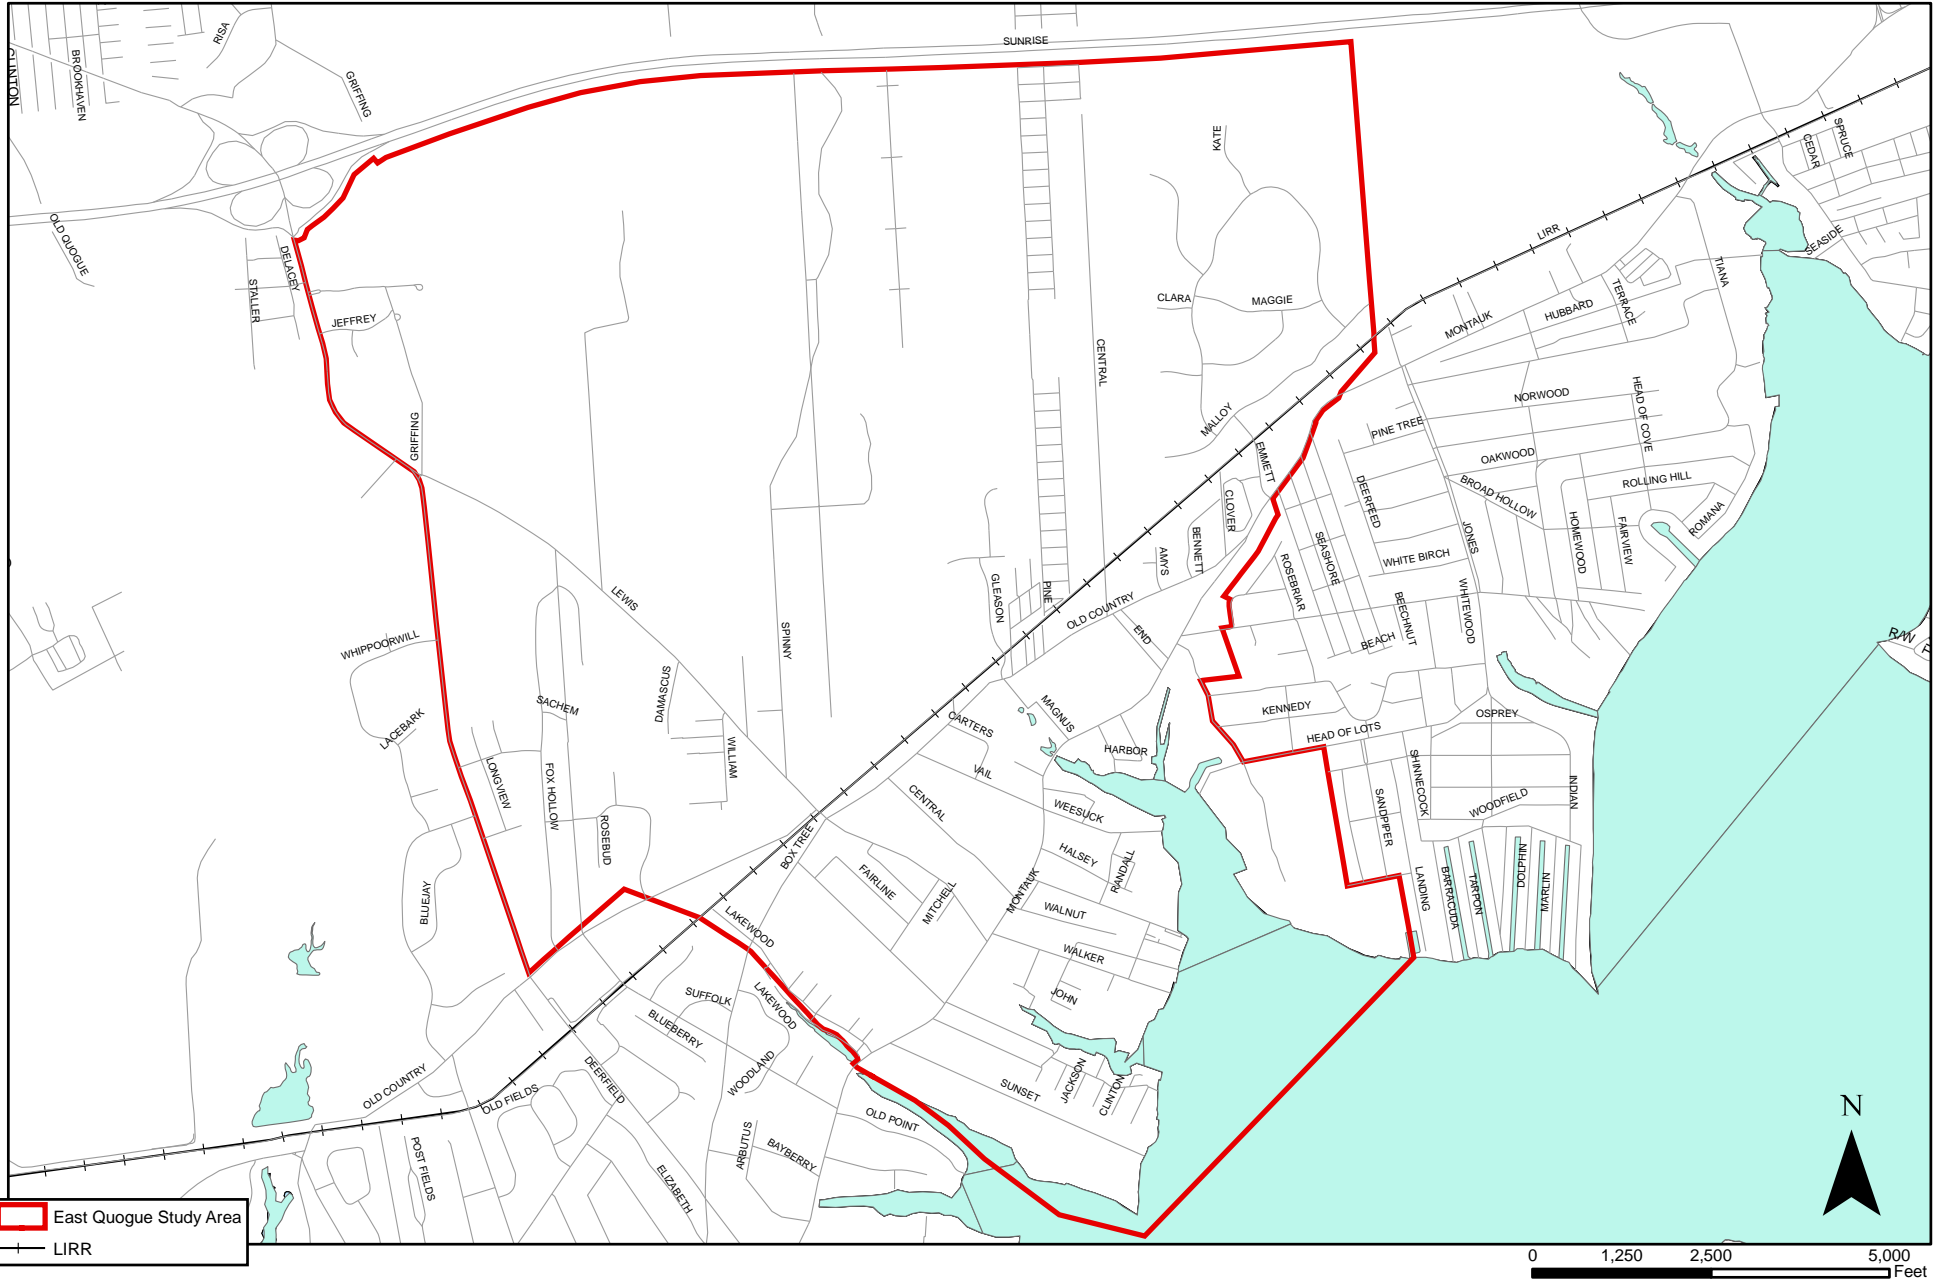 SUNRISE
RISA
GRIFFING
BROOKHAVEN
CLINTON
OLD QUOGUE
DELACEY
STALLER
JEFFREY
GRIFFING
KATE
CLARA
MAGGIE
CENTRAL
MALLOY
EMMETT
LIRR
SPRUCE
CEDAR
SEASIDE
TIANA
TERRACE
HUBBARD
MONTAUK
NORWOOD
HEAD OF COVE
PINE TREE
OAKWOOD
ROLLING HILL
BROAD HOLLOW
ROMANA
DEERFEED
HOMEWOOD
FAIRVIEW
JONES
SEASHORE
WHITE BIRCH
ROSEBRIAR
BEECHNUT
WHITEWOOD
BEACH
CLOVER
BENNETT
AMYS
PINE
GLEASON
OLD COUNTRY
END
LEWIS
SPINNY
WHIPPOORWILL
LACEBARK
SACHEM
DAMASCUS
WILLIAM
LONGVIEW
FOX HOLLOW
ROSEBUD
BLUEJAY
MAGNUS
CARTERS
HARBOR
VAIL
CENTRAL
WEESUCK
HALSEY
RANDALL
KENNEDY
HEAD OF LOTS
OSPREY
SHINNECOCK
INDIAN
WOODFIELD
SANDPIPER
LANDING
BARRACUDA
TARPON
DOLPHIN
MARLIN
RAW
BOX TREE
FAIRLINE
MITCHELL
MONTAUK
WALNUT
WALKER
JOHN
LAKEWOOD
LAKEWOOD
SUFFOLK
BLUEBERRY
WOODLAND
SUNSET
JACKSON
CLINTON
OLD POINT
OLD COUNTRY
OLD FIELDS
DEERFIELD
POST FIELDS
ELIZABETH
ARBUTUS
BAYBERRY
N
East Quogue Study Area
LIRR
0 1,250 2,500 5,000
Feet